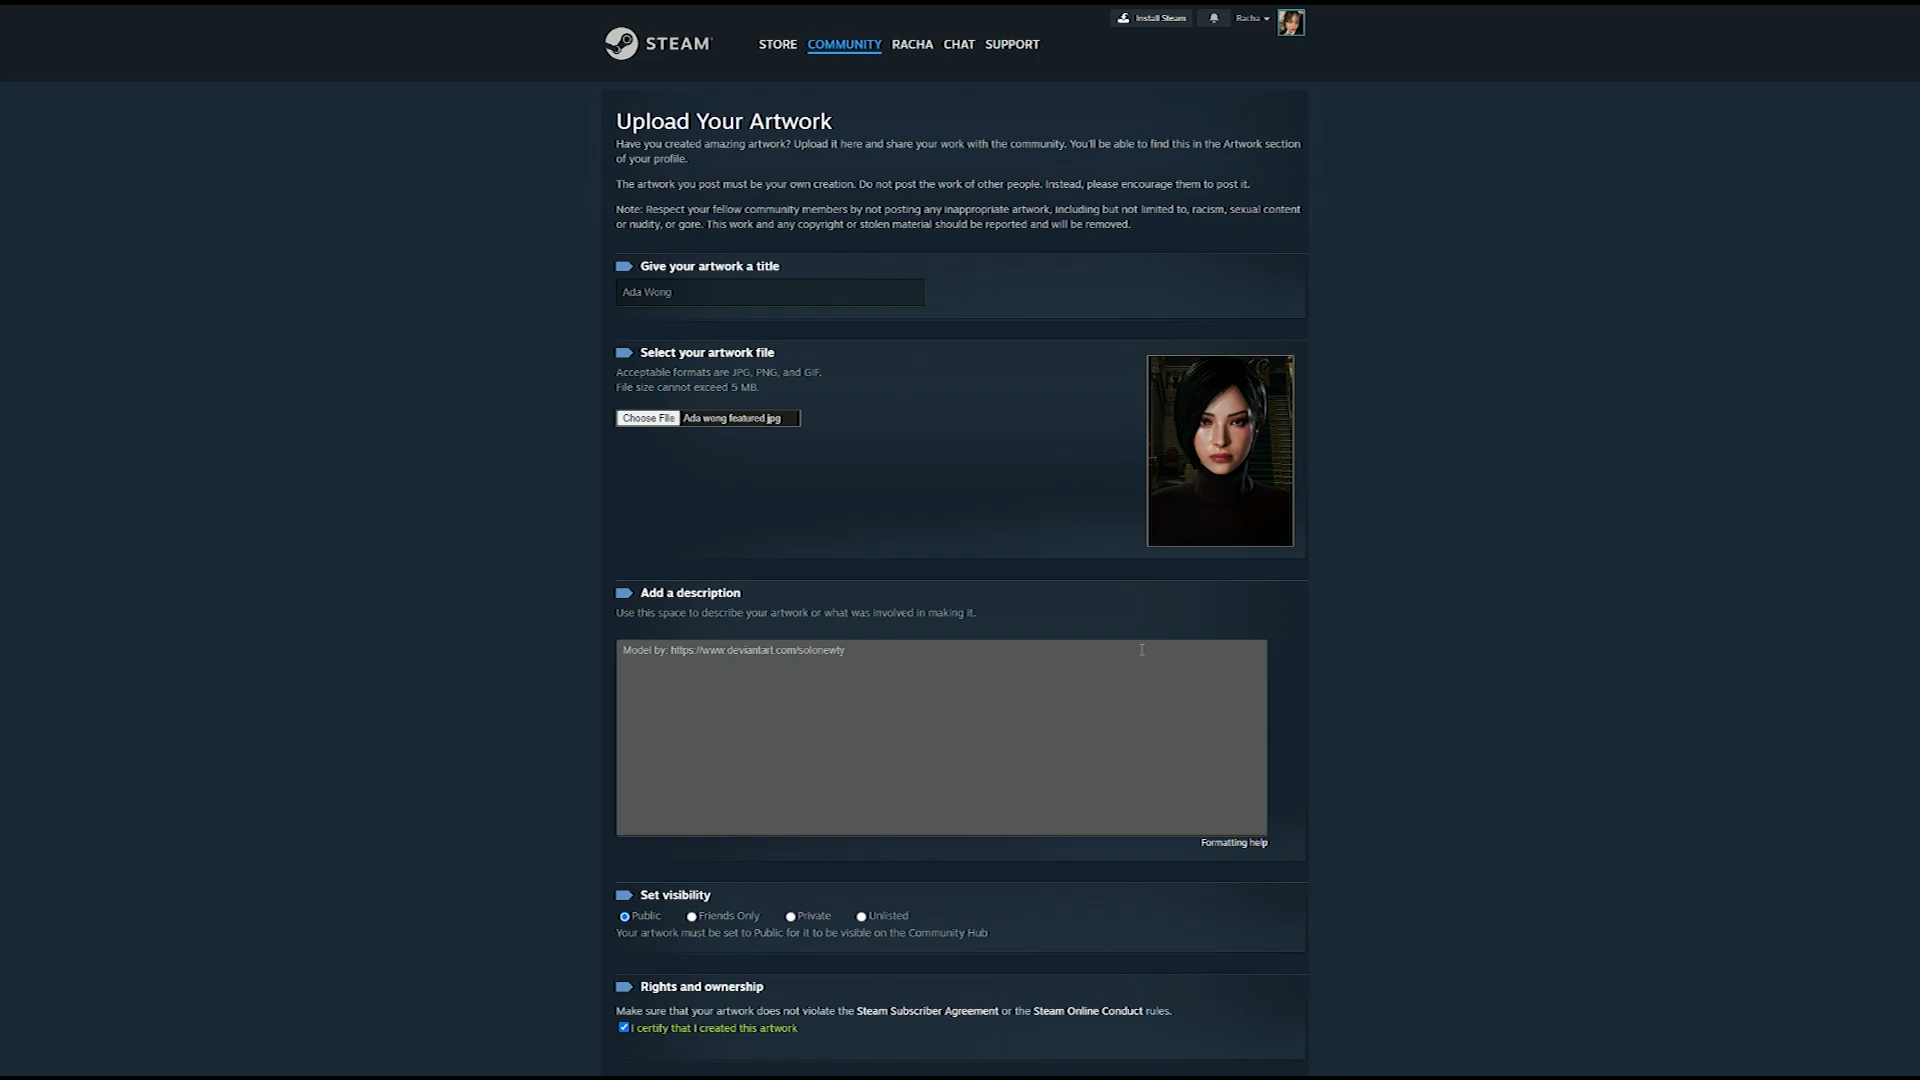 Install Steam
Racha
STEAM
STORE COMMUNITY RACHA CHAT SUPPORT
Upload Your Artwork
Have you created amazing artwork? Upload it here and share your work with the community. You'll be able to find this in the Artwork section
of your profile.
The artwork you post must be your own creation. Do not post the work of other people. Instead, please encourage them to post it.
Note: Respect your fellow community members by not posting any inappropriate artwork, including but not limited to, racism, sexual content
or nudity, or gore. This work and any copyright or stolen material should be reported and will be removed.
Give your artwork a title
Ada Wong
Select your artwork file
Acceptable formats are JPG, PNG, and GIF.
File size cannot exceed 5 MB.
Choose File Ada wong featured.jpg
Add a description
Use this space to describe your artwork or what was involved in making it.
Model by: https://www.deviantart.com/solonewty
Formatting help
Set visibility
Public Friends Only Private Unlisted
Your artwork must be set to Public for it to be visible on the Community Hub
Rights and ownership
Make sure that your artwork does not violate the Steam Subscriber Agreement or the Steam Online Conduct rules.
I certify that I created this artwork